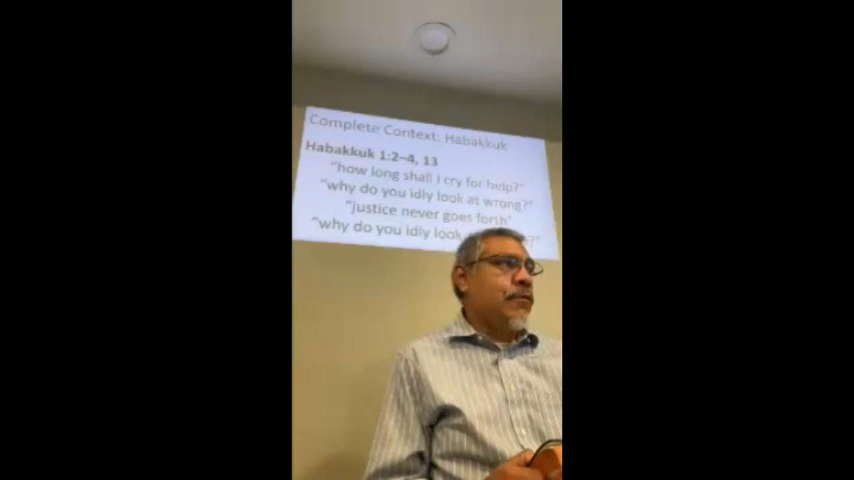 Complete Context: Habakkuk
Habakkuk 1:2–4, 13
“how long shall I cry for help?”
“why do you idly look at wrong?”
“justice never goes forth”
“why do you idly look ?”